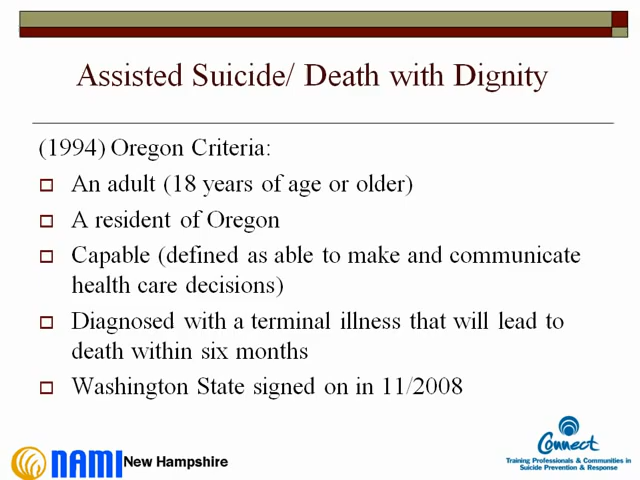 Assisted Suicide/ Death with Dignity
(1994) Oregon Criteria:
An adult (18 years of age or older)
A resident of Oregon
Capable (defined as able to make and communicate
health care decisions)
Diagnosed with a terminal illness that will lead to
death within six months
Washington State signed on in 11/2008
NAMI New Hampshire
Connect
Training Professionals & Communities in
Suicide Prevention & Response